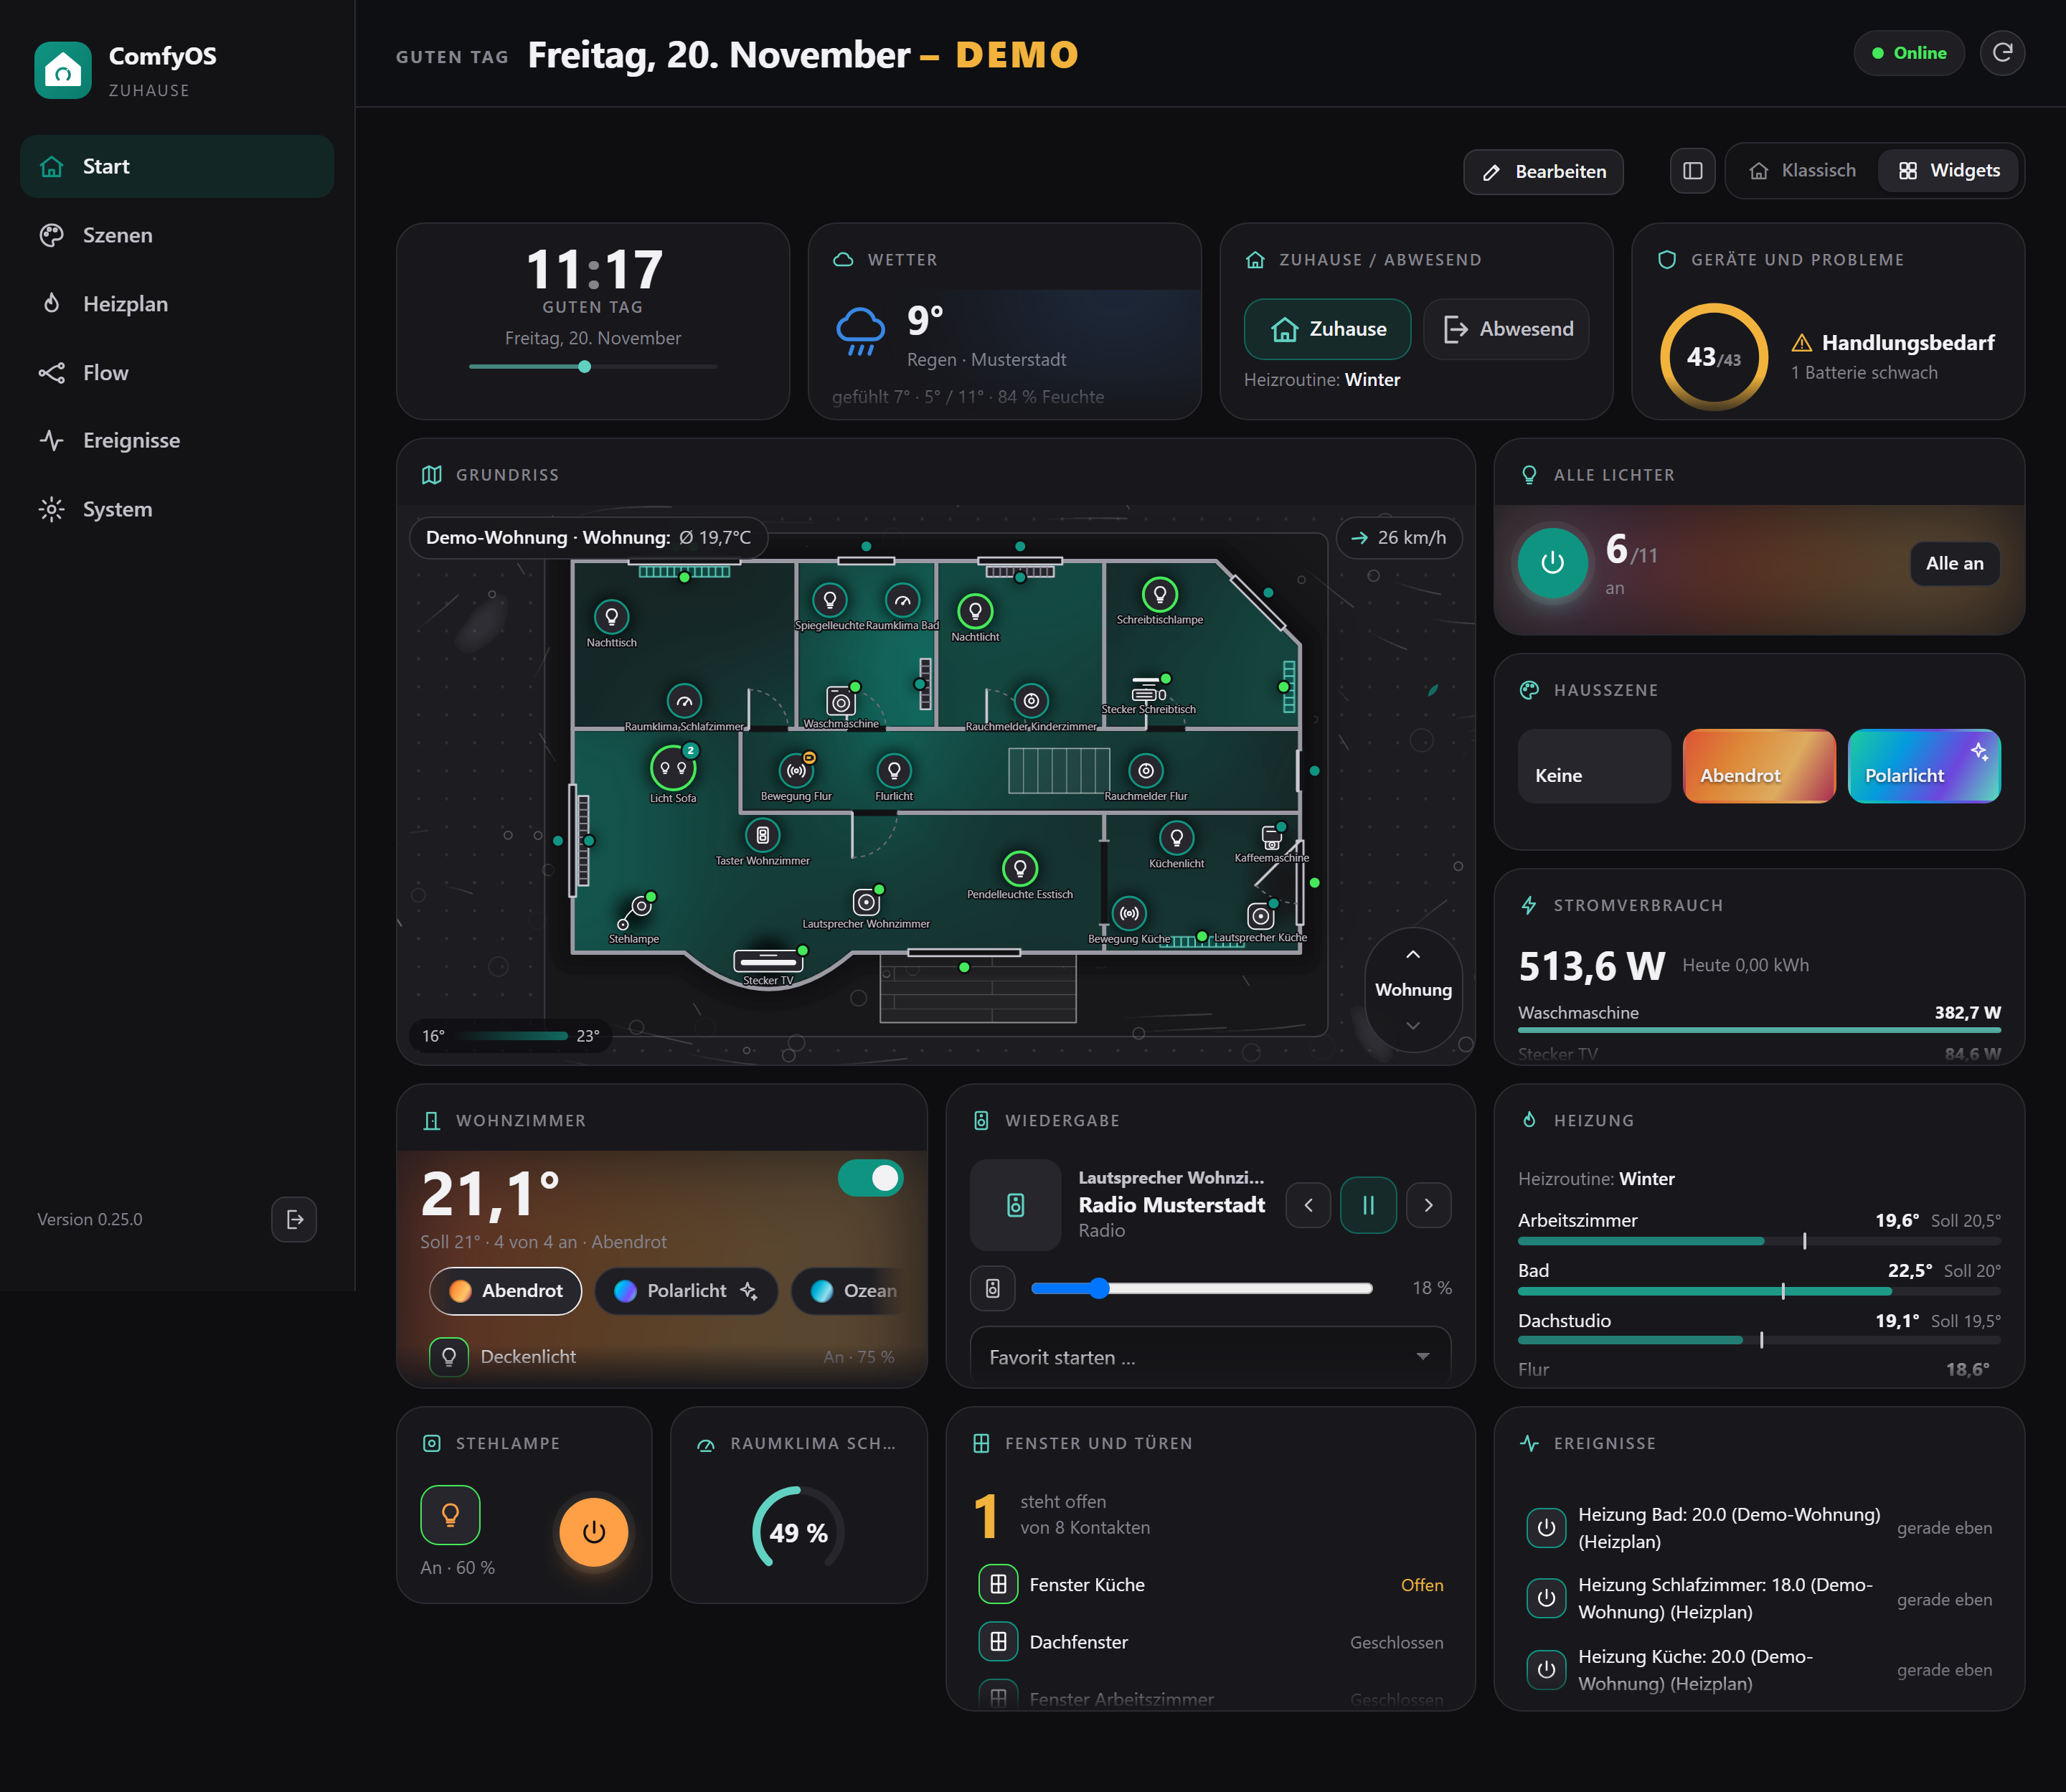 ComfyOS
ZUHAUSE
Start
Szenen
Heizplan
Flow
Ereignisse
System
Version 0.25.0
GUTEN TAG Freitag, 20. November – DEMO
Online
Bearbeiten
Klassisch
Widgets
11:17
GUTEN TAG
Freitag, 20. November
WETTER
9°
Regen · Musterstadt
gefühlt 7° · 5° / 11° · 84 % Feuchte
ZUHAUSE / ABWESEND
Zuhause
Abwesend
Heizroutine: Winter
GERÄTE UND PROBLEME
43/43
Handlungsbedarf
1 Batterie schwach
GRUNDRISS
Demo-Wohnung · Wohnung: Ø 19,7°C
26 km/h
Nachttisch
Spiegelleuchte
Raumklima Bad
Nachtlicht
Schreibtischlampe
Raumklima Schlafzimmer
Waschmaschine
Rauchmelder Kinderzimmer
Stecker Schreibtisch
2
Licht Sofa
Bewegung Flur
Flurlicht
Rauchmelder Flur
Taster Wohnzimmer
Küchenlicht
Kaffeemaschine
Pendelleuchte Esstisch
Stehlampe
Lautsprecher Wohnzimmer
Bewegung Küche
Lautsprecher Küche
Stecker TV
Wohnung
16°
23°
ALLE LICHTER
6/11
an
Alle an
HAUSSZENE
Keine
Abendrot
Polarlicht
STROMVERBRAUCH
513,6 W Heute 0,00 kWh
Waschmaschine 382,7 W
Stecker TV 84,6 W
WOHNZIMMER
21,1°
Soll 21° · 4 von 4 an · Abendrot
Abendrot
Polarlicht
Ozean
Deckenlicht An · 75 %
WIEDERGABE
Lautsprecher Wohnzi...
Radio Musterstadt
Radio
18 %
Favorit starten ...
HEIZUNG
Heizroutine: Winter
Arbeitszimmer 19,6° Soll 20,5°
Bad 22,5° Soll 20°
Dachstudio 19,1° Soll 19,5°
Flur 18,6°
STEHLAMPE
An · 60 %
RAUMKLIMA SCH...
49 %
FENSTER UND TÜREN
1
steht offen
von 8 Kontakten
Fenster Küche Offen
Dachfenster Geschlossen
Fenster Arbeitszimmer Geschlossen
EREIGNISSE
Heizung Bad: 20.0 (Demo-Wohnung)
(Heizplan)
gerade eben
Heizung Schlafzimmer: 18.0 (Demo-
Wohnung) (Heizplan)
gerade eben
Heizung Küche: 20.0 (Demo-
Wohnung) (Heizplan)
gerade eben